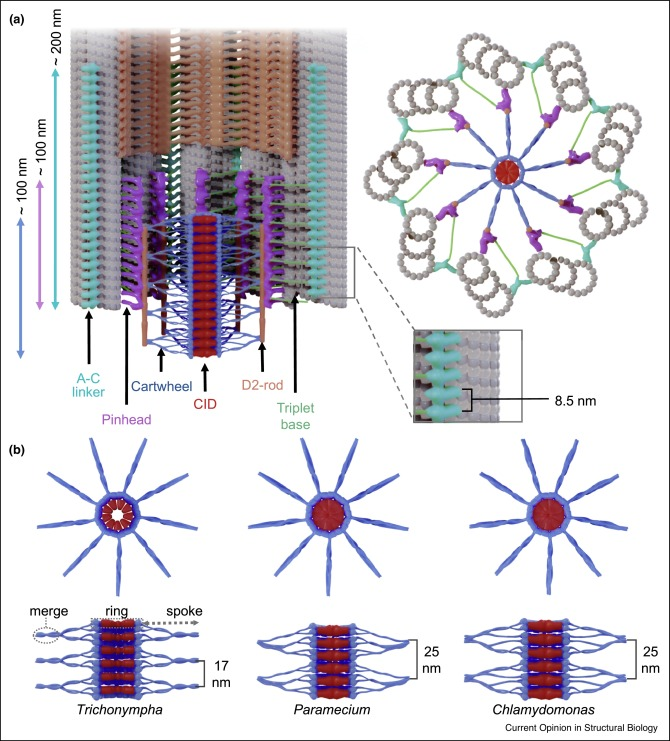 (a)
~ 200 nm
~ 100 nm
~ 100 nm
A-C
linker
Pinhead
Cartwheel
CID
D2-rod
Triplet
base
8.5 nm
(b)
merge
ring
spoke
17
nm
25
nm
25
nm
Trichonympha
Paramecium
Chlamydomonas
Current Opinion in Structural Biology